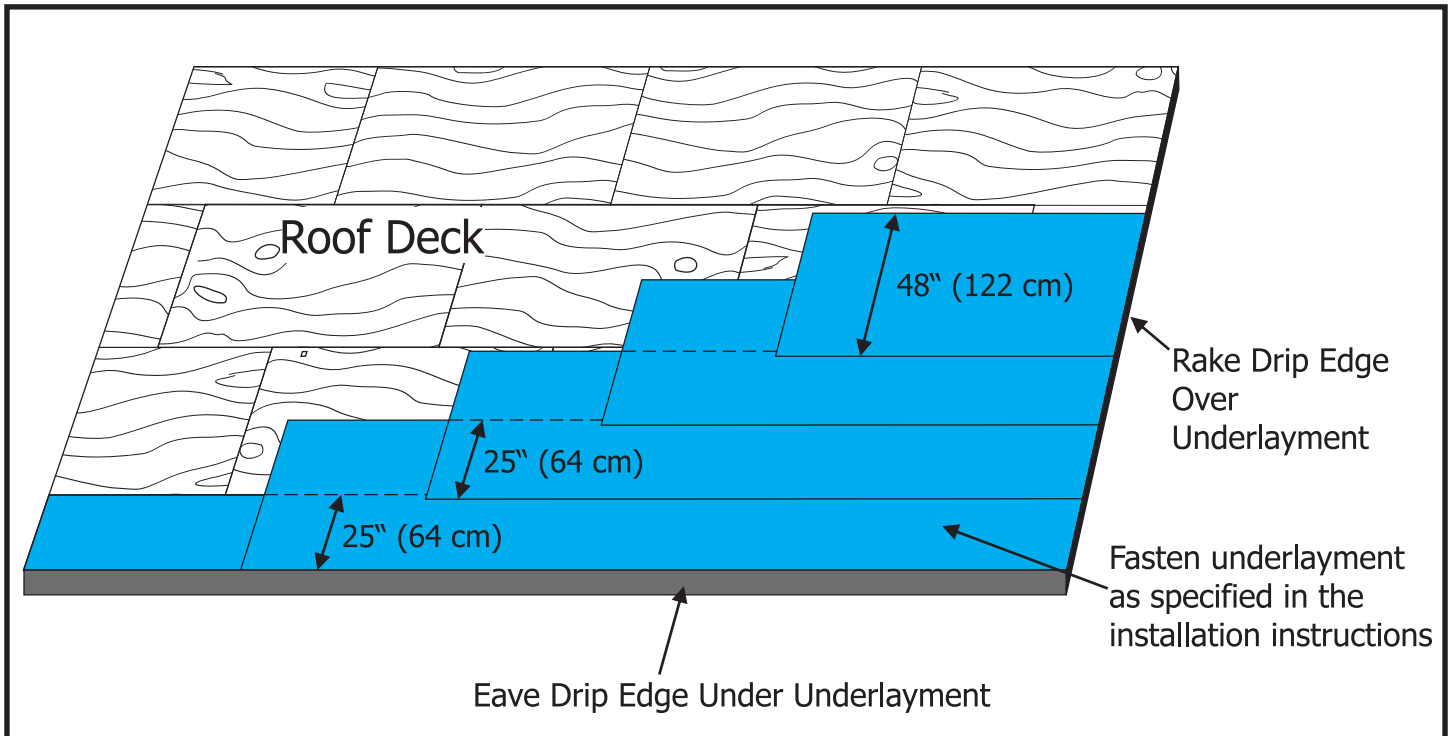 Roof Deck
48“ (122 cm)
Rake Drip Edge
Over
Underlayment
25“ (64 cm)
25“ (64 cm)
Fasten underlayment
as specified in the
installation instructions
Eave Drip Edge Under Underlayment